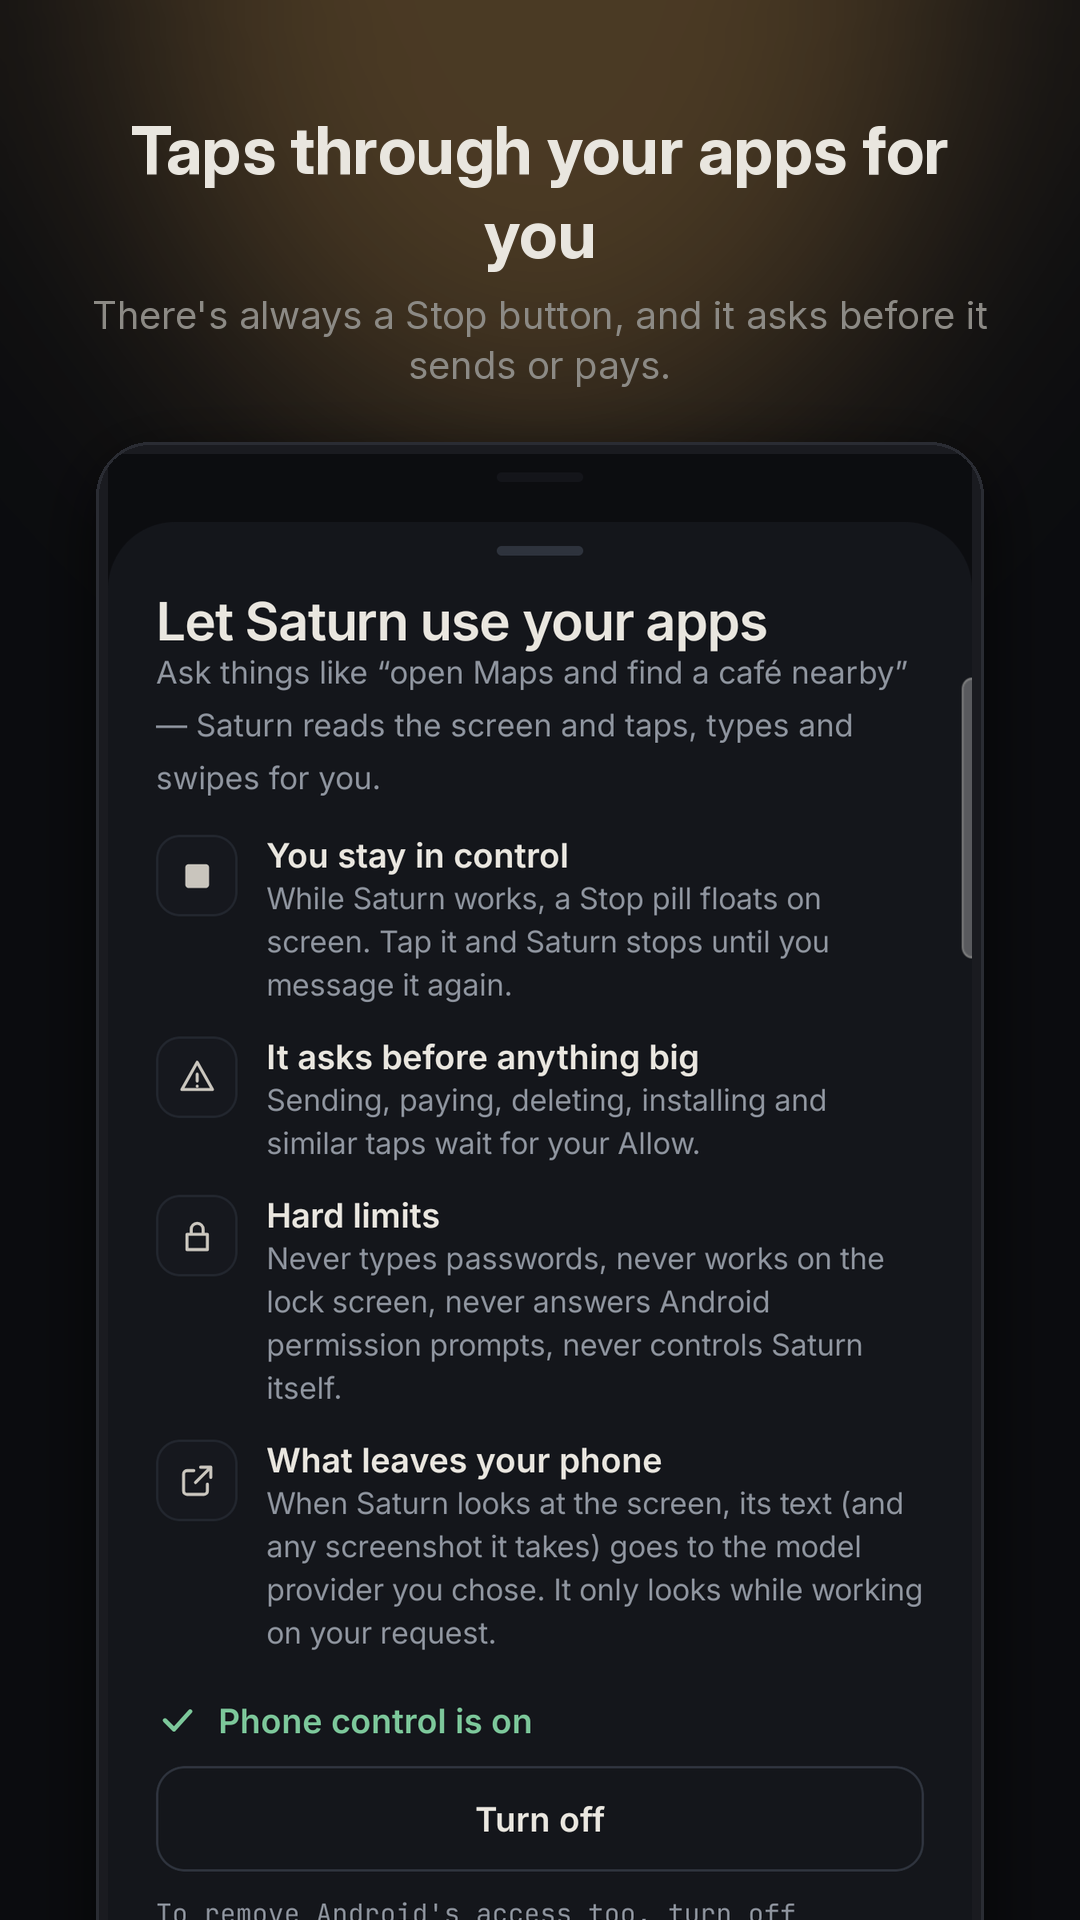 Taps through your apps for
you
There's always a Stop button, and it asks before it
sends or pays.
Let Saturn use your apps
Ask things like “open Maps and find a café nearby”
— Saturn reads the screen and taps, types and
swipes for you.
You stay in control
While Saturn works, a Stop pill floats on
screen. Tap it and Saturn stops until you
message it again.
It asks before anything big
Sending, paying, deleting, installing and
similar taps wait for your Allow.
Hard limits
Never types passwords, never works on the
lock screen, never answers Android
permission prompts, never controls Saturn
itself.
What leaves your phone
When Saturn looks at the screen, its text (and
any screenshot it takes) goes to the model
provider you chose. It only looks while working
on your request.
Phone control is on
Turn off
To remove Android's access too, turn off